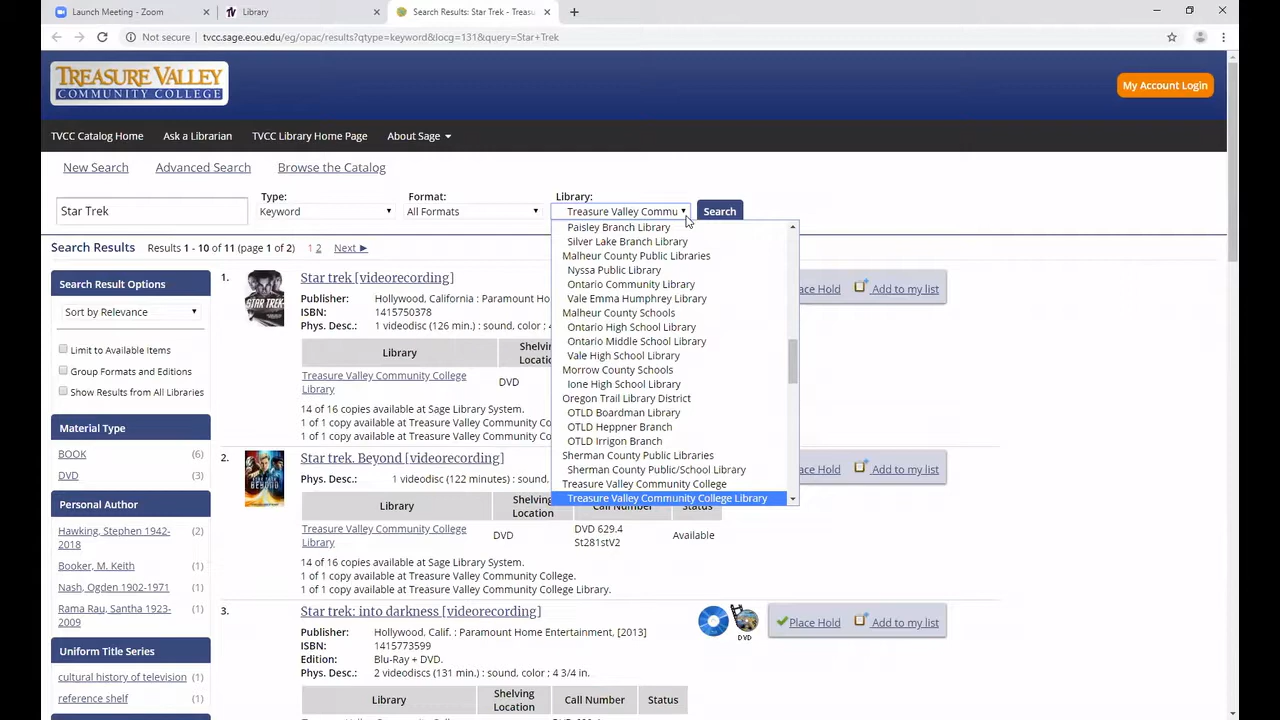 Launch Meeting - Zoom
Library
Search Results: Star Trek - Treasu
Not secure
tvcc.sage.eou.edu/eg/opac/results?qtype=keyword&locg=131&query=Star+Trek
TREASURE VALLEY
COMMUNITY COLLEGE
My Account Login
TVCC Catalog Home
Ask a Librarian
TVCC Library Home Page
About Sage
New Search
Advanced Search
Browse the Catalog
Star Trek
Type:
Keyword
Format:
All Formats
Library:
Treasure Valley Commu
Search
Paisley Branch Library
Silver Lake Branch Library
Malheur County Public Libraries
Nyssa Public Library
Ontario Community Library
Vale Emma Humphrey Library
Malheur County Schools
Ontario High School Library
Ontario Middle School Library
Vale High School Library
Morrow County Schools
Ione High School Library
Oregon Trail Library District
OTLD Boardman Library
OTLD Heppner Branch
OTLD Irrigon Branch
Sherman County Public Libraries
Sherman County Public/School Library
Treasure Valley Community College
Treasure Valley Community College Library
Search Results Results 1 - 10 of 11 (page 1 of 2) 1 2 Next ►
Search Result Options
Sort by Relevance
Limit to Available Items
Group Formats and Editions
Show Results from All Libraries
Material Type
BOOK (6)
DVD (3)
Personal Author
Hawking, Stephen 1942-
2018 (2)
Booker, M. Keith (1)
Nash, Ogden 1902-1971 (1)
Rama Rau, Santha 1923-
2009 (1)
Uniform Title Series
cultural history of television (1)
reference shelf (1)
1.
Star trek [videorecording]
Publisher: Hollywood, California : Paramount Ho
ISBN: 1415750378
Phys. Desc.: 1 videodisc (126 min.) : sound, color ;
Library
Shelvi
Locatio
Treasure Valley Community College
Library
DVD
14 of 16 copies available at Sage Library System.
1 of 1 copy available at Treasure Valley Community Co
1 of 1 copy available at Treasure Valley Community Co
ace Hold
Add to my list
2.
Star trek. Beyond [videorecording]
Phys. Desc.: 1 videodisc (122 minutes) : sound, co
Library
Shelving
Location
Call Number
Status
Treasure Valley Community College
Library
DVD
DVD 629.4
St281stV2
Available
14 of 16 copies available at Sage Library System.
1 of 1 copy available at Treasure Valley Community College.
1 of 1 copy available at Treasure Valley Community College Library.
ace Hold
Add to my list
3.
Star trek: into darkness [videorecording]
Publisher: Hollywood, Calif. : Paramount Home Entertainment, [2013]
ISBN: 1415773599
Edition: Blu-Ray + DVD.
Phys. Desc.: 2 videodiscs (131 min.) : sound, color ; 4 3/4 in.
DVD
Place Hold
Add to my list
Library
Shelving
Location
Call Number
Status